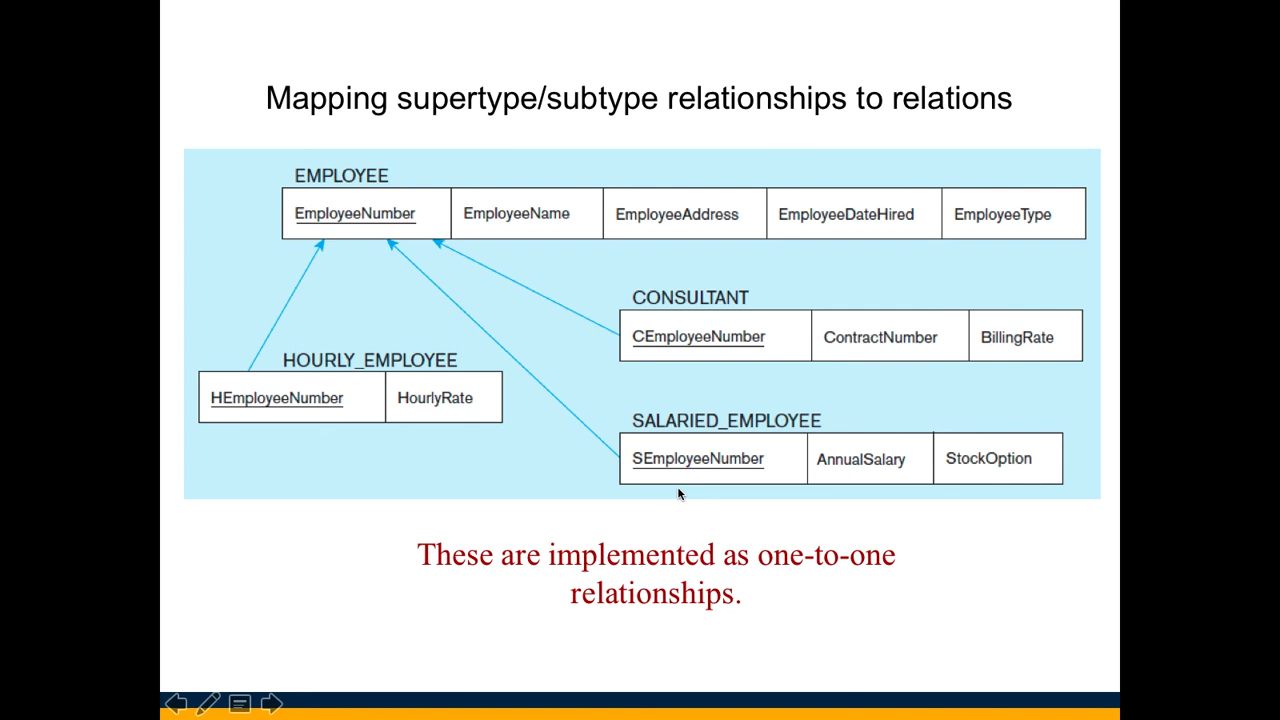 Mapping supertype/subtype relationships to relations
EMPLOYEE
EmployeeNumber EmployeeName EmployeeAddress EmployeeDateHired EmployeeType
CONSULTANT
CEmployeeNumber ContractNumber BillingRate
HOURLY_EMPLOYEE
HEmployeeNumber HourlyRate
SALARIED_EMPLOYEE
SEmployeeNumber AnnualSalary StockOption
These are implemented as one-to-one
relationships.